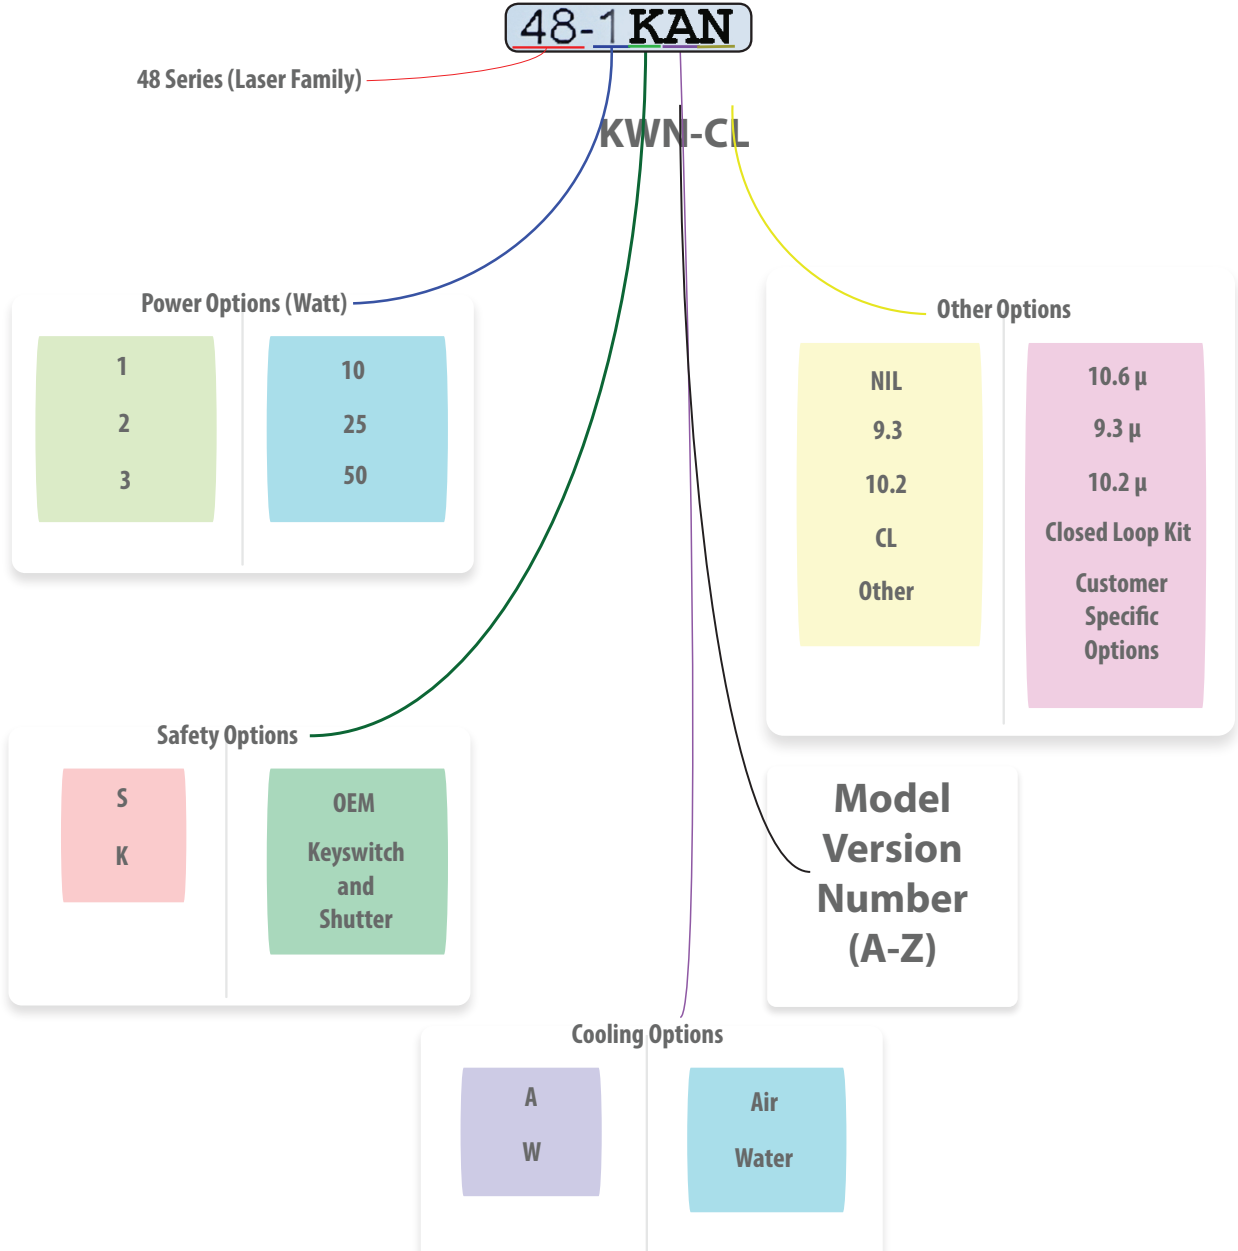 48-1KAN
48 Series (Laser Family)
KWN-CL
Power Options (Watt)
1 10
2 25
3 50
Other Options
NIL 10.6 µ
9.3 9.3 µ
10.2 10.2 µ
CL Closed Loop Kit
Other Customer
Specific
Options
Safety Options
S OEM
K Keyswitch
and
Shutter
Model
Version
Number
(A-Z)
Cooling Options
A Air
W Water